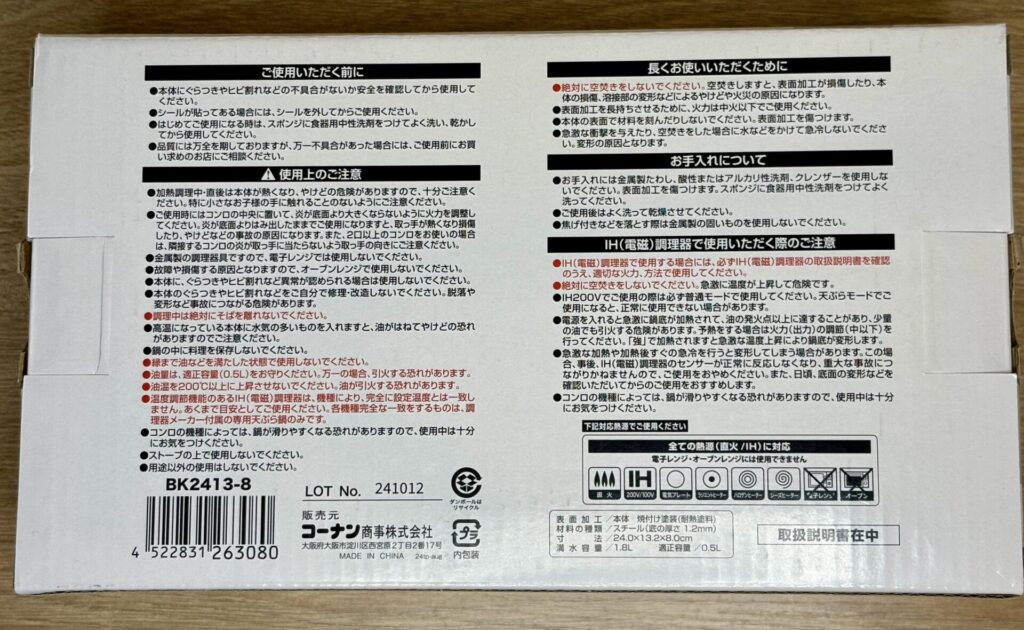 ご使用いただく前に
●本体にぐらつきやヒビ割れなどの不具合がないか安全を確認してから使用して
ください。
●シールが貼ってある場合には、シールを外してからご使用ください。
●はじめてご使用になる時は、スポンジに食器用中性洗剤をつけてよく洗い、乾かし
てから使用してください。
●品質には万全を期しておりますが、万一不具合があった場合には、ご使用前にお買
い求めのお店にご相談ください。
使用上のご注意
●加熱調理中・直後は本体が熱くなり、やけどの危険がありますので、十分ご注意くだ
さい。特に小さなお子様の手に触れることのないようにご注意ください。
●ご使用時にはコンロの中央に置いて、炎が底面より大きくならないように火力を調整し
てください。炎が底面よりはみ出したままでご使用になりますと、取っ手が熱くなり損傷
したり、やけどなどの事故の原因になります。また、2口以上のコンロをお使いの場合
は、隣接するコンロの炎が取っ手に当たらないよう取っ手の向きにご注意ください。
●金属製の調理器具ですので、電子レンジでは使用しないでください。
●故障や損傷する原因となりますので、オーブンレンジで使用しないでください。
●本体に、ぐらつきやヒビ割れなど異常が認められる場合は使用しないでください。
●本体のぐらつきやヒビ割れなどをご自分で修理・改造しないでください。脱落や
変形など事故につながる危険があります。
●調理中は絶対にそばを離れないでください。
●高温になっている本体に水気の多いものを入れますと、油がはねてやけどの恐れ
がありますのでご注意ください。
●鍋の中に料理を保存しないでください。
●縁まで油などを満たした状態で使用しないでください。
●油量は、適正容量(0.5L)をお守りください。万一の場合、引火する恐れがあります。
●油温を200℃以上に上昇させないでください。油が引火する恐れがあります。
●温度調節機能のあるIH(電磁)調理器は、機種により、完全に設定温度とは一致し
ません。あくまで目安としてご使用ください。各機種完全な一致をするものは、調
理器メーカー付属の専用天ぷら鍋のみです。
●コンロの機種によっては、鍋が滑りやすくなる恐れがありますので、使用中は十分
にお気をつけください。
●ストーブの上で使用しないでください。
●用途以外の使用はしないでください。
BK2413-8
4 522831 263080
LOT No. 241012
販売元
コーナン商事株式会社
大阪府大阪市淀川区西宮原2丁目2番17号
MADE IN CHINA
ダンボールは
リサイクル
プラ
内包装
長くお使いいただくために
●絶対に空焚きをしないでください。空焚きしますと、表面加工が損傷したり、本
体の損傷、溶接部の変形などによるやけどや火災の原因になります。
●表面加工を長持ちさせるために、火力は中火以下でご使用ください。
●本体の表面で材料を刻んだりしないでください。表面加工を傷つけます。
●急激な衝撃を与えたり、空焚きをした場合に水などをかけて急冷しないでくださ
い。変形の原因となります。
お手入れについて
●お手入れには金属製たわし、酸性またはアルカリ性洗剤、クレンザーを使用しな
いでください。表面加工を傷つけます。スポンジに食器用中性洗剤をつけてよく
洗ってください。
●ご使用後はよく洗って乾燥させてください。
●焦げ付きなどを落とす際は金属の固いものを使用しないでください。
IH(電磁)調理器で使用いただく際のご注意
●IH(電磁)調理器で使用する場合には、必ずIH(電磁)調理器の取扱説明書を確認
のうえ、適切な火力、方法で使用してください。
●絶対に空焚きをしないでください。急激に温度が上昇して危険です。
●IH200Vでご使用の際は必ず普通モードで使用してください。天ぷらモードでご
使用になると、正常に使用できない場合があります。
●電源を入れると急激に鍋底が加熱されて、油の発火点以上に達することがあり、少量
の油でも引火する危険があります。予熱をする場合は火力(出力)の調節(中以下)を
行ってください。「強」で加熱されますと急激な温度上昇により鍋底が変形します。
●急激な加熱や加熱後すぐの急冷を行うと変形してしまう場合があります。この場
合、事後、IH(電磁)調理器のセンサーが正常に反応しなくなり、重大な事故につ
ながりかねませんので、ご使用をおやめください。また、日頃、底面の変形などを
確認いただいてからのご使用をおすすめします。
●コンロの機種によっては、鍋が滑りやすくなる恐れがありますので、使用中は十分
にお気をつけください。
下記対応熱源でご使用ください
全ての熱源(直火/IH)に対応
電子レンジ・オーブンレンジには使用できません
直火
IH
200V/100V
電気プレート
ラジエントヒーター
ハロゲンヒーター
シーズヒーター
電子レンジ
オーブン
表面加工/本体 焼付け塗装(耐熱塗料)
材料の種類/スチール(底の厚さ 1.2mm)
寸法/24.0×13.2×8.0cm
満水容量/1.8L 適正容量/0.5L
取扱説明書在中